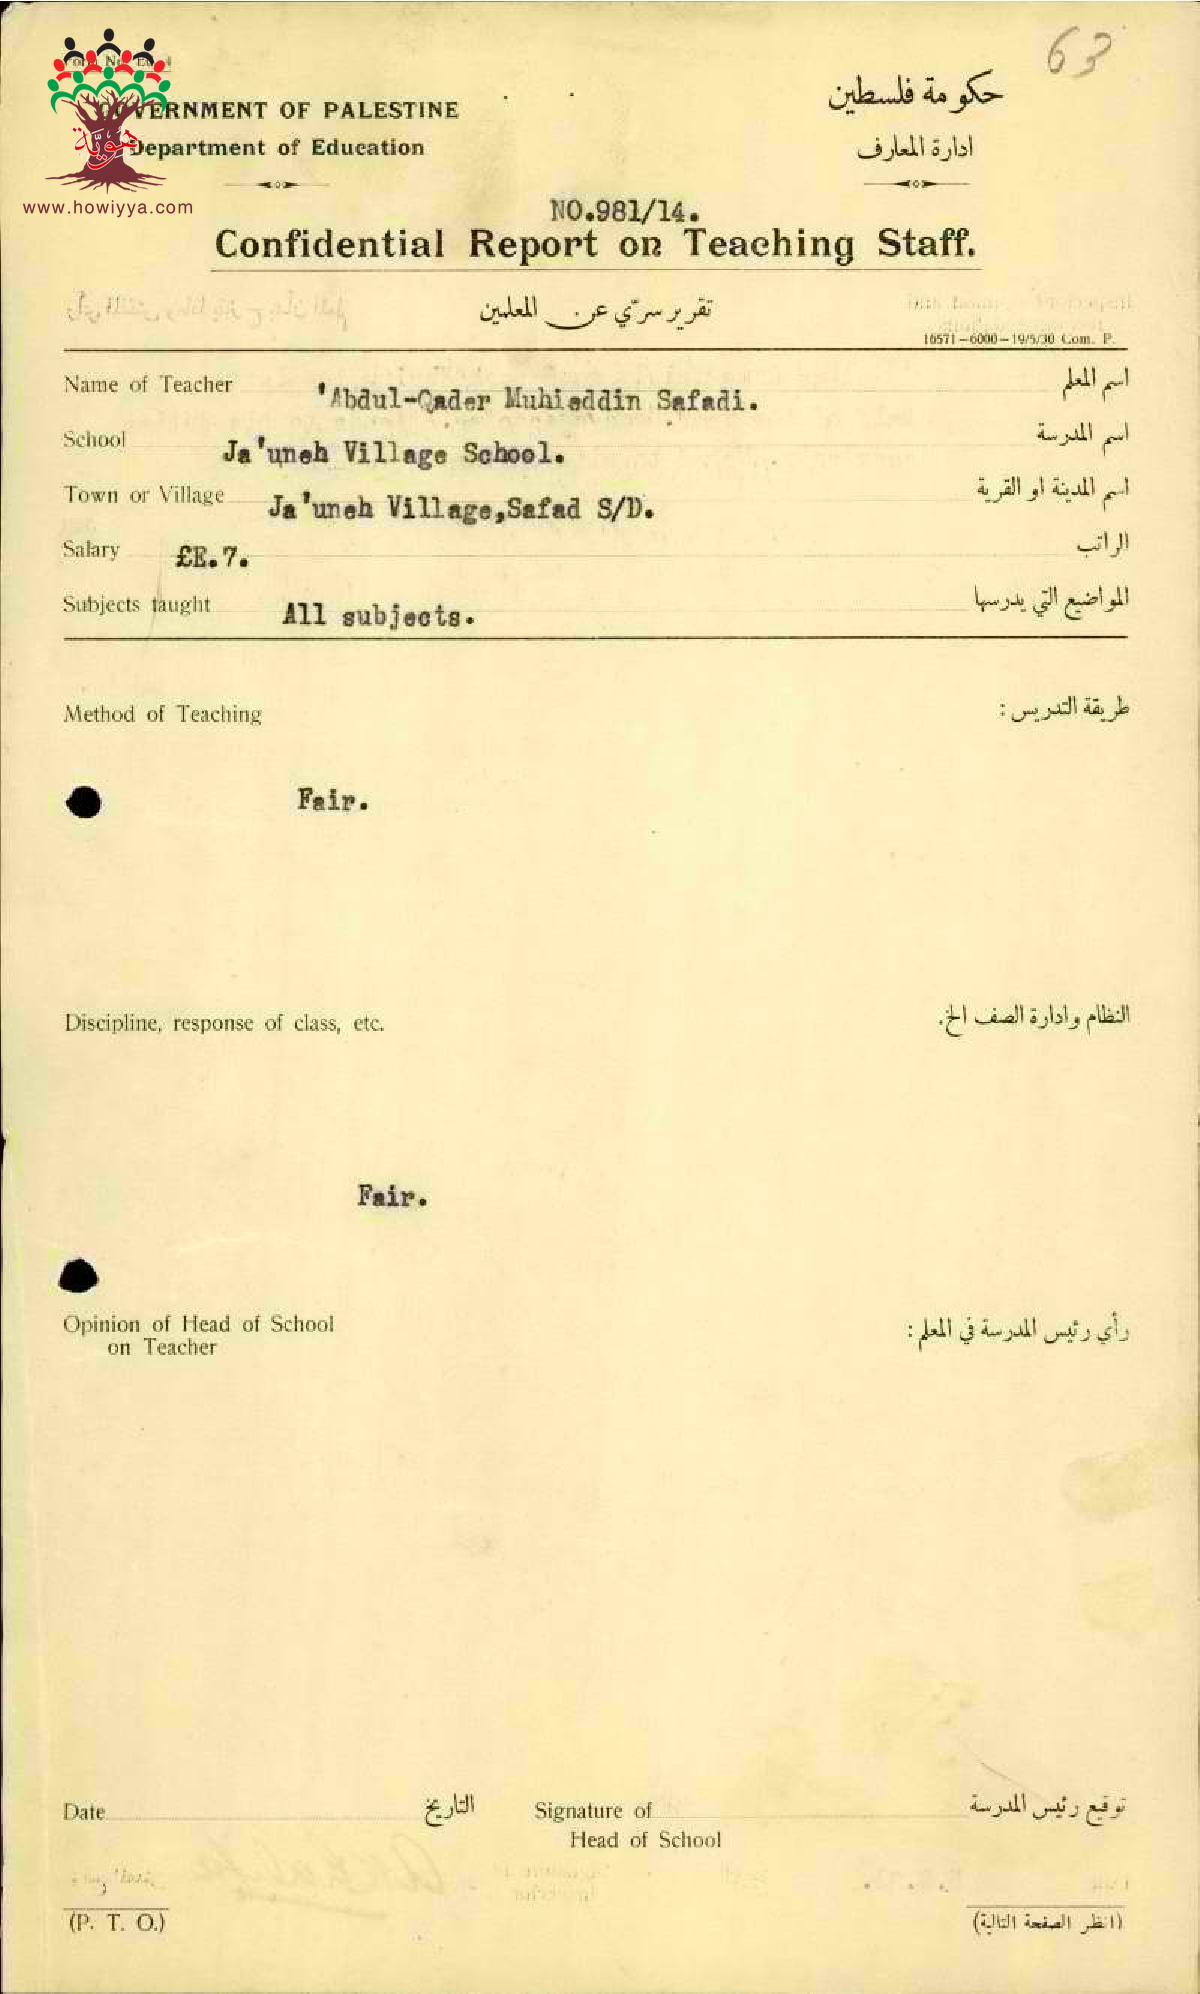 63
هويّة
www.howiyya.com
GOVERNMENT OF PALESTINE
Department of Education
حكومة فلسطين
ادارة المعارف
NO.981/14.
Confidential Report on Teaching Staff.
تقرير سرّي عن المعلمين
16571—6000—19/5/30 Com. P.
Name of Teacher 'Abdul-Qader Muhieddin Safadi. اسم المعلم
School Ja'uneh Village School. اسم المدرسة
Town or Village Ja'uneh Village,Safad S/D. اسم المدينة او القرية
Salary £E.7. الراتب
Subjects taught All subjects. المواضيع التي يدرسها
Method of Teaching طريقة التدريس :
Fair.
Discipline, response of class, etc. النظام وادارة الصف الخ.
Fair.
Opinion of Head of School رأي رئيس المدرسة في المعلم :
on Teacher
Date التاريخ Signature of توقيع رئيس المدرسة
Head of School
(P. T. O.) (انظر الصفحة التالية)